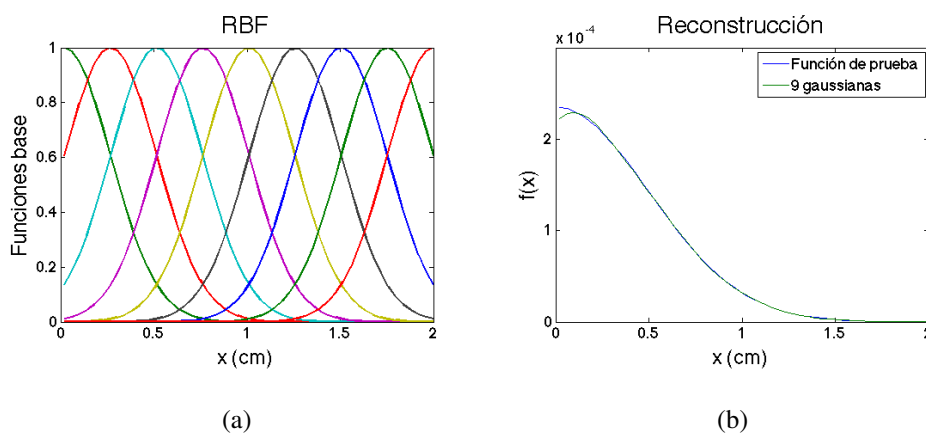 RBF
Funciones base
1
0.8
0.6
0.4
0.2
0
0
0.5
1
1.5
2
x (cm)
(a)
Reconstrucción
x 10⁻⁴
Función de prueba
9 gaussianas
f(x)
2
1
0
0
0.5
1
1.5
2
x (cm)
(b)